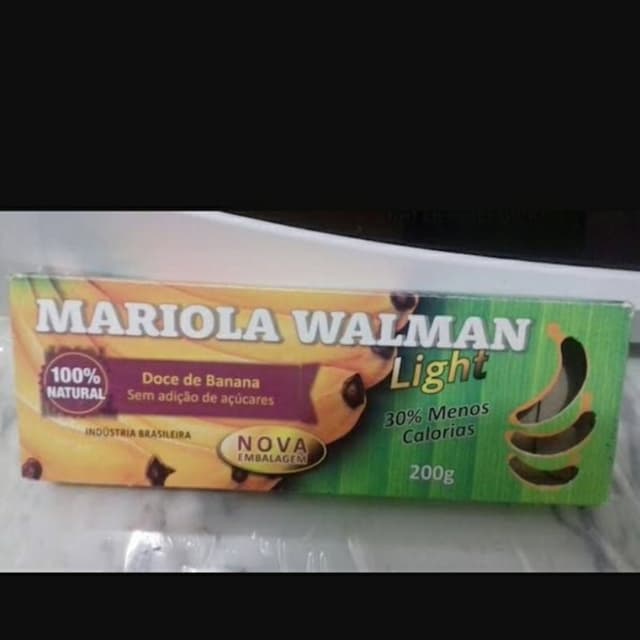 MARIOLA WALMAN
Light
100%
NATURAL
Doce de Banana
Sem adição de açúcares
INDÚSTRIA BRASILEIRA
NOVA
EMBALAGEM
30% Menos
Calorias
200g